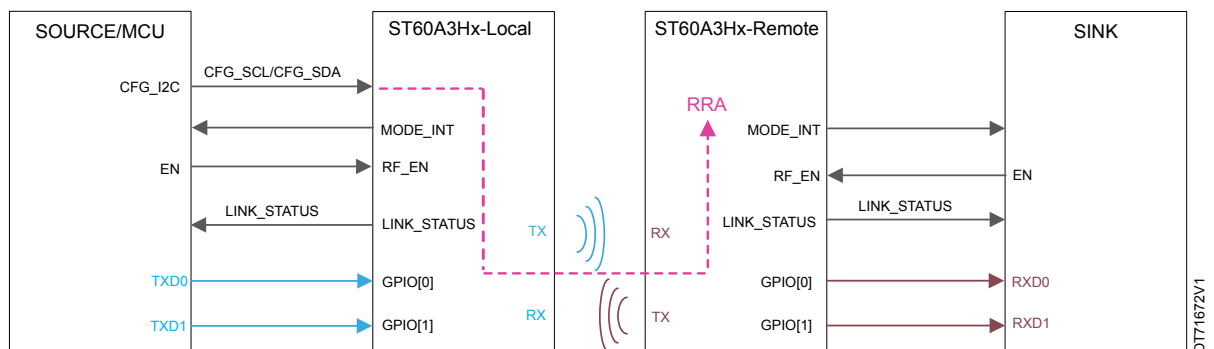 SOURCE/MCU
ST60A3Hx-Local
ST60A3Hx-Remote
SINK
CFG_I2C
CFG_SCL/CFG_SDA
RRA
MODE_INT
MODE_INT
EN
RF_EN
RF_EN
EN
LINK_STATUS
LINK_STATUS
TX
RX
LINK_STATUS
LINK_STATUS
TXD0
GPIO[0]
GPIO[0]
RXD0
TXD1
GPIO[1]
RX
TX
GPIO[1]
RXD1
DT71672V1